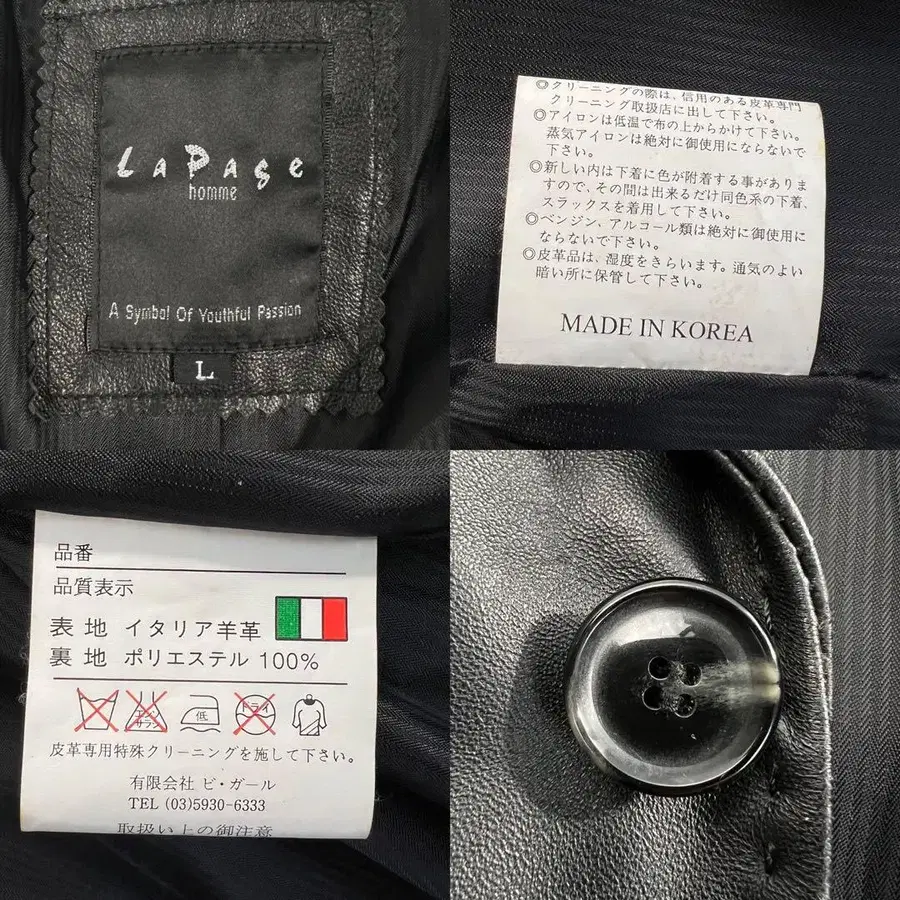 LaPage
homme
A Symbol Of Youthful Passion
L
◎クリーニングの際は、信用のある皮革専門
クリーニング取扱店に出して下さい。
◎アイロンは低温で布の上からかけて下さい。
蒸気アイロンは絶対に御使用にならないで
下さい。
◎新しい内は下着に色が附着する事がありま
すので、その間は出来るだけ同色系の下着、
スラックスを着用して下さい。
◎ベンジン、アルコール類は絶対に御使用に
ならないで下さい。
◎皮革品は、湿度をきらいます。通気のよい
暗い所に保管して下さい。
MADE IN KOREA
品番
品質表示
表 地 イタリア羊革
裏 地 ポリエステル 100%
エンソ
サラシ
低
ドライ
皮革専用特殊クリーニングを施して下さい。
有限会社 ビ・ガール
TEL (03)5930-6333
取扱い上の御注意